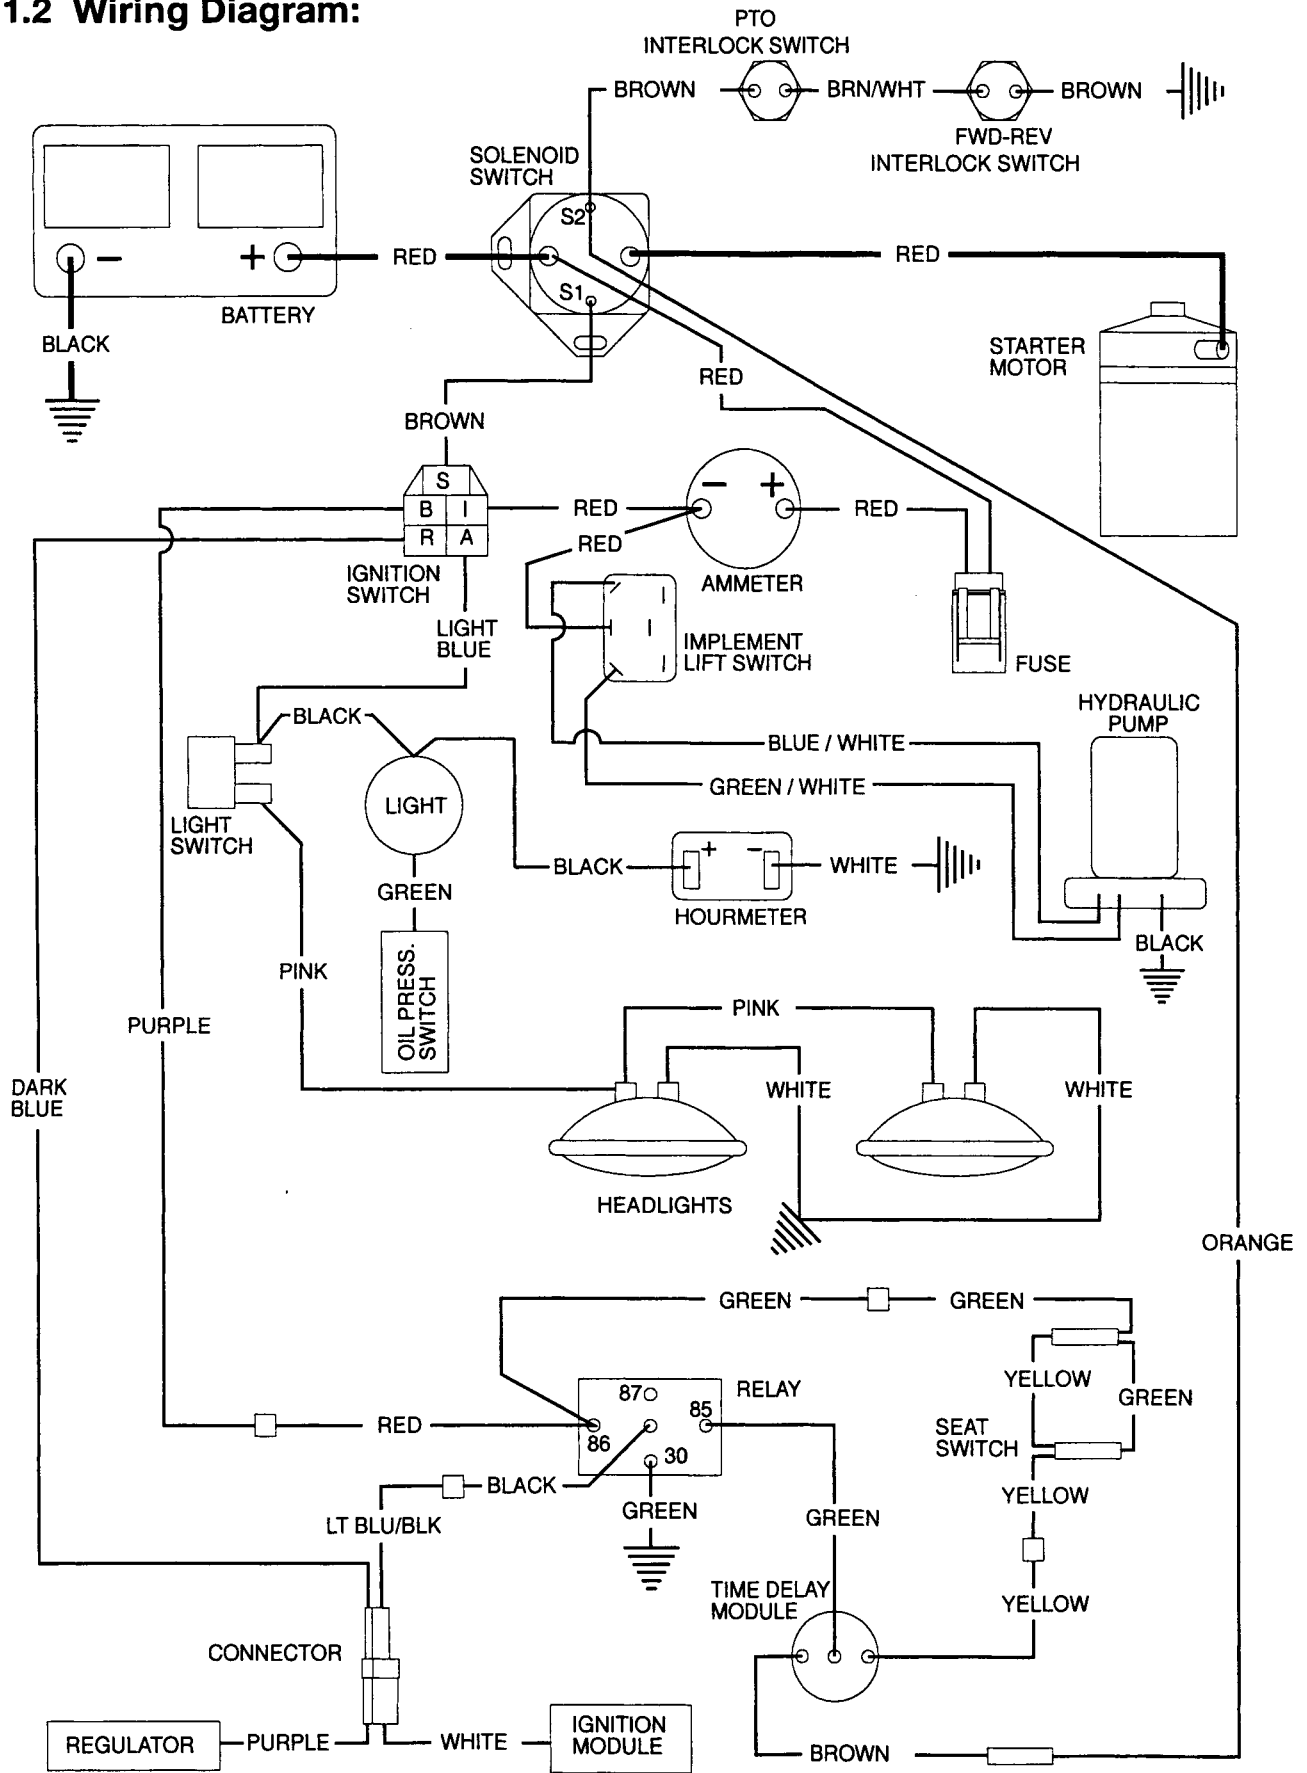 1.2 Wiring Diagram:
PTO
INTERLOCK SWITCH
BROWN
BRN/WHT
BROWN
FWD-REV
INTERLOCK SWITCH
SOLENOID
SWITCH
S2
S1
- +
RED
RED
BATTERY
BLACK
STARTER
MOTOR
RED
BROWN
S
B I
R A
IGNITION
SWITCH
RED
- +
RED
RED
AMMETER
LIGHT
BLUE
IMPLEMENT
LIFT SWITCH
FUSE
HYDRAULIC
PUMP
BLACK
BLUE / WHITE
GREEN / WHITE
LIGHT
LIGHT
SWITCH
GREEN
BLACK
+ -
WHITE
HOURMETER
BLACK
OIL PRESS.
SWITCH
PINK
PURPLE
PINK
DARK
BLUE
WHITE
WHITE
HEADLIGHTS
ORANGE
GREEN
GREEN
YELLOW
GREEN
87
RELAY
85
RED
86
30
SEAT
SWITCH
BLACK
GREEN
GREEN
YELLOW
LT BLU/BLK
TIME DELAY
MODULE
YELLOW
CONNECTOR
REGULATOR
PURPLE
WHITE
IGNITION
MODULE
BROWN